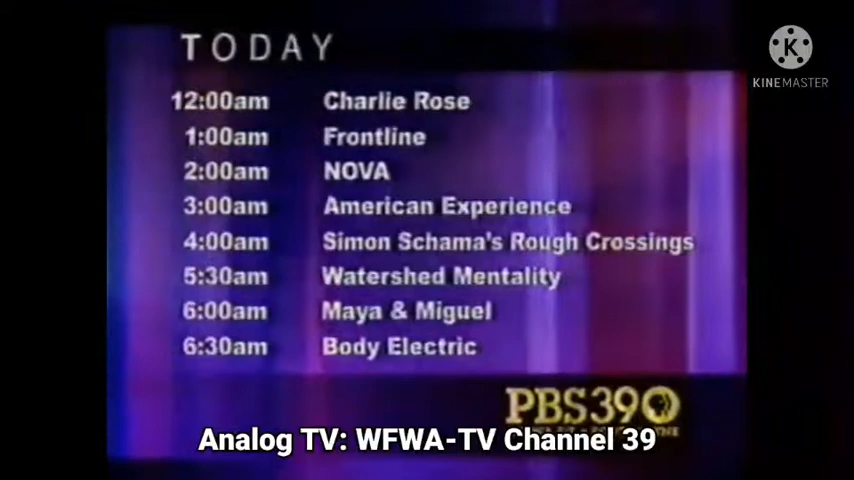 TODAY
KINEMASTER
12:00am Charlie Rose
1:00am Frontline
2:00am NOVA
3:00am American Experience
4:00am Simon Schama's Rough Crossings
5:30am Watershed Mentality
6:00am Maya & Miguel
6:30am Body Electric
PBS39
Analog TV: WFWA-TV Channel 39